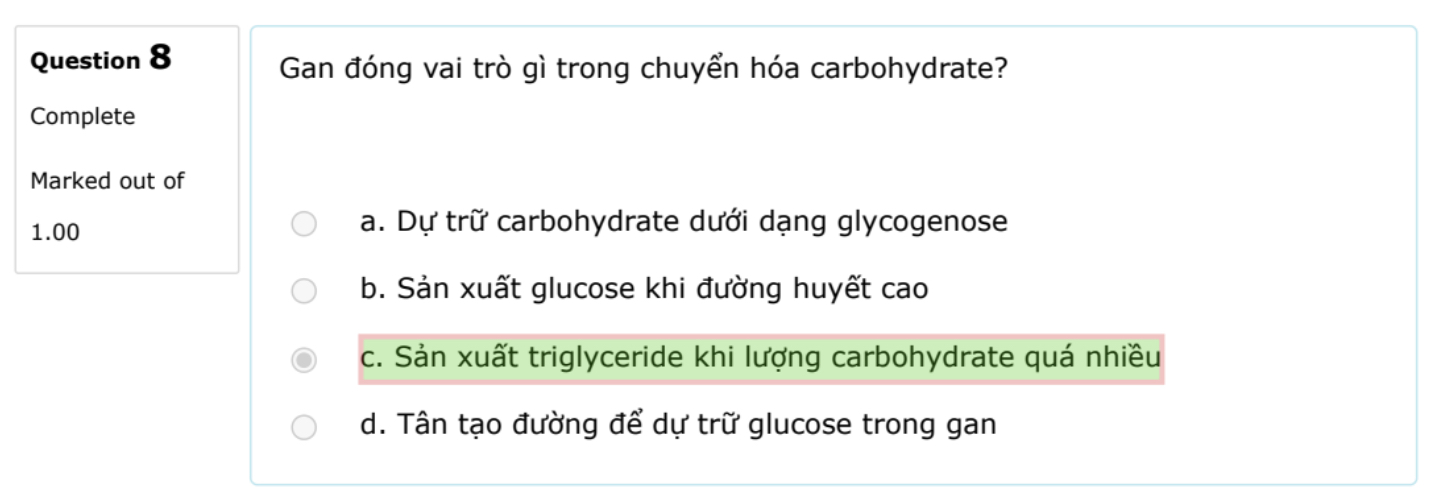 Question 8
Complete
Marked out of
1.00
Gan đóng vai trò gì trong chuyển hóa carbohydrate?
a. Dự trữ carbohydrate dưới dạng glycogenose
b. Sản xuất glucose khi đường huyết cao
c. Sản xuất triglyceride khi lượng carbohydrate quá nhiều
d. Tân tạo đường để dự trữ glucose trong gan